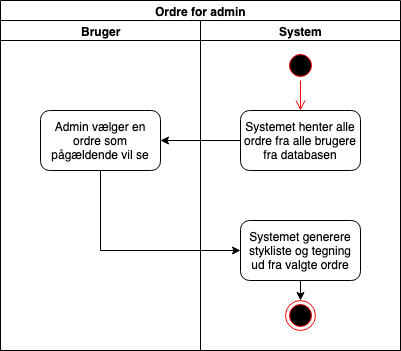 Ordre for admin
Bruger
System
Systemet henter alle
ordre fra alle brugere
fra databasen
Admin vælger en
ordre som
pågældende vil se
Systemet generere
stykliste og tegning
ud fra valgte ordre